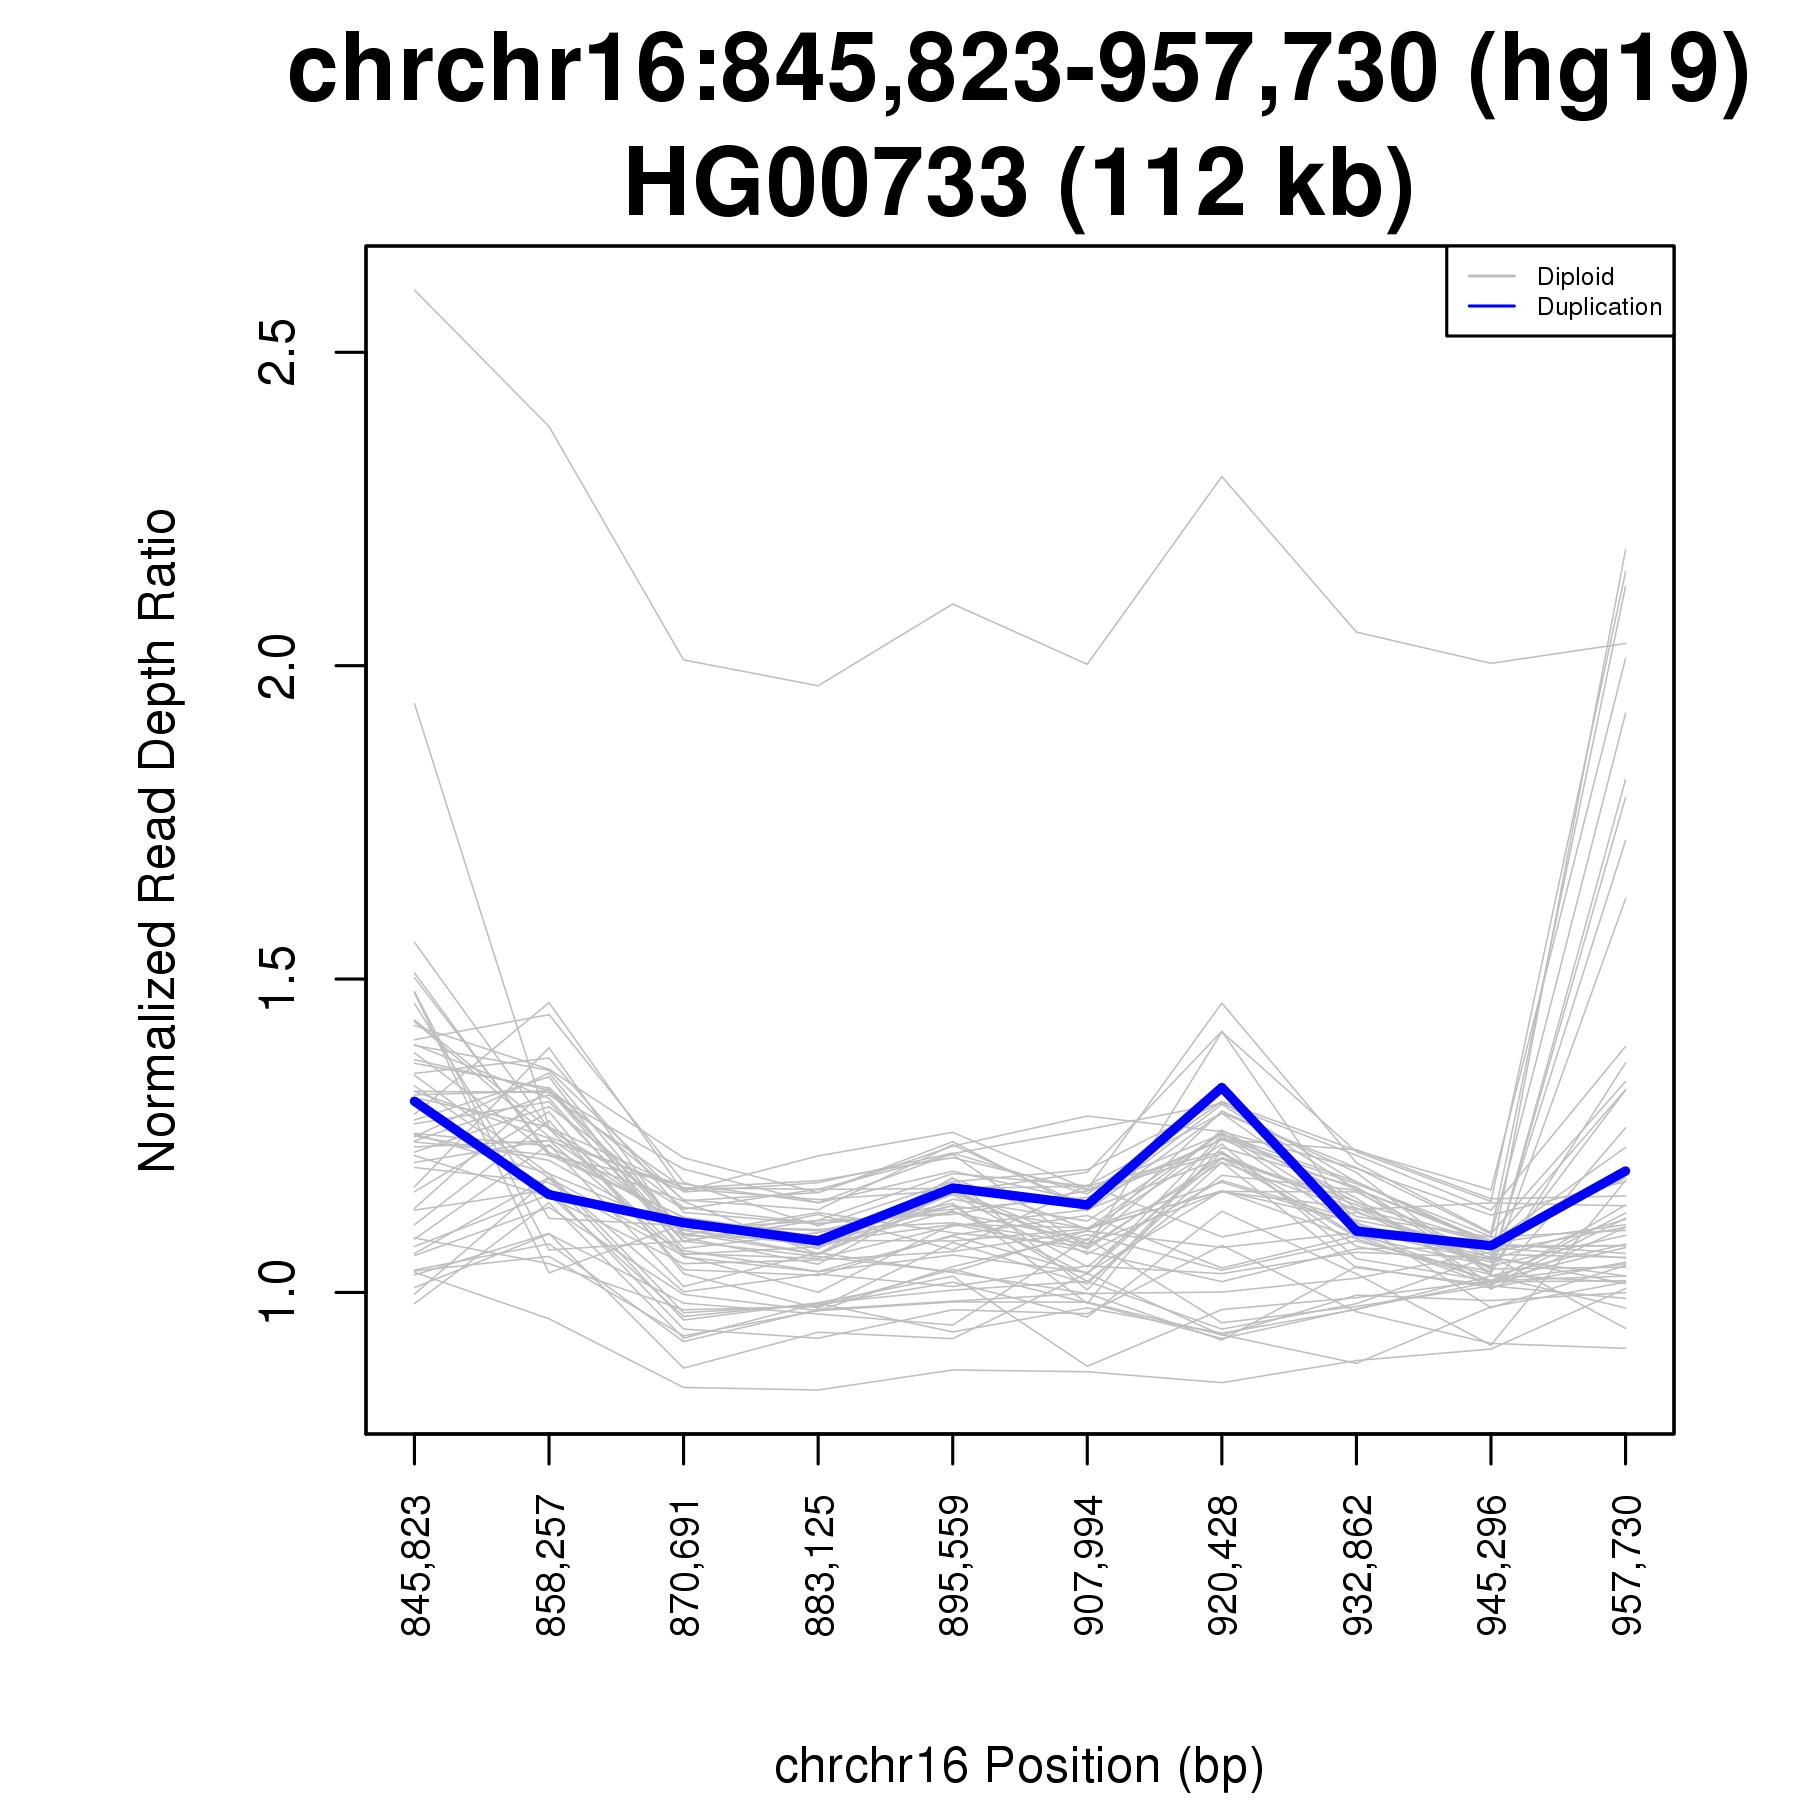 chrchr16:845,823-957,730 (hg19)
HG00733 (112 kb)
Diploid
Duplication
Normalized Read Depth Ratio
2.5
2.0
1.5
1.0
845,823
858,257
870,691
883,125
895,559
907,994
920,428
932,862
945,296
957,730
chrchr16 Position (bp)